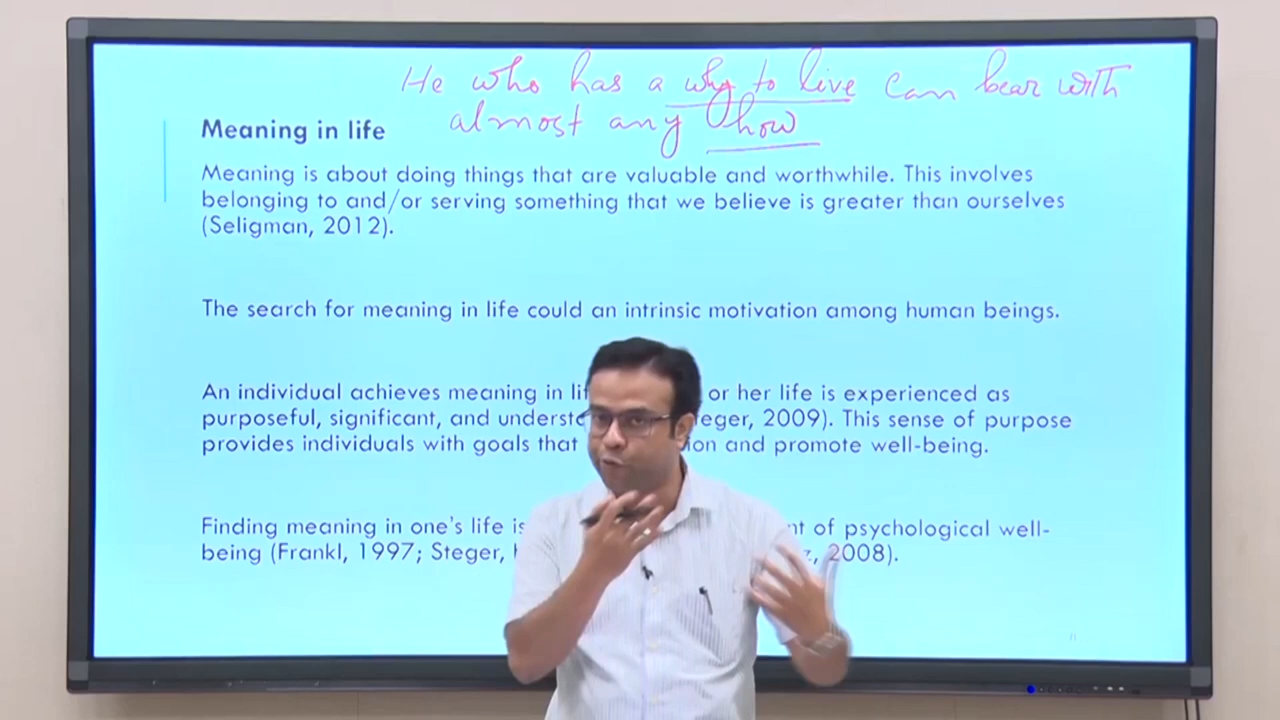 He who has a why to live can bear with
almost any how
Meaning in life
Meaning is about doing things that are valuable and worthwhile. This involves
belonging to and/or serving something that we believe is greater than ourselves
(Seligman, 2012).
The search for meaning in life could an intrinsic motivation among human beings.
An individual achieves meaning in or her life is experienced as
purposeful, significant, and 2009). This sense of purpose
provides individuals with goals that and promote well-being.
Finding meaning in one's life is of psychological well-
being (Frankl, 1997; Steger, 2008).